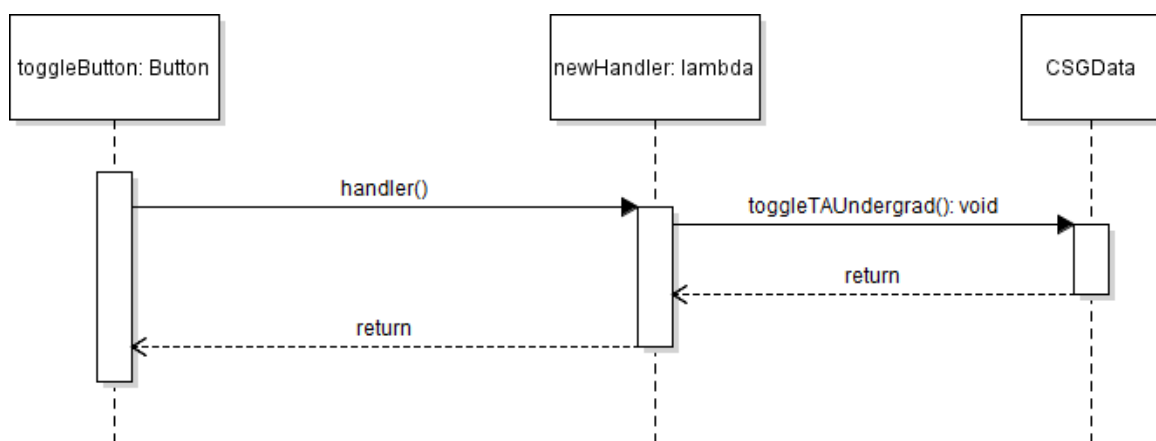 toggleButton: Button
newHandler: lambda
CSGData
handler()
toggleTAUndergrad(): void
return
return